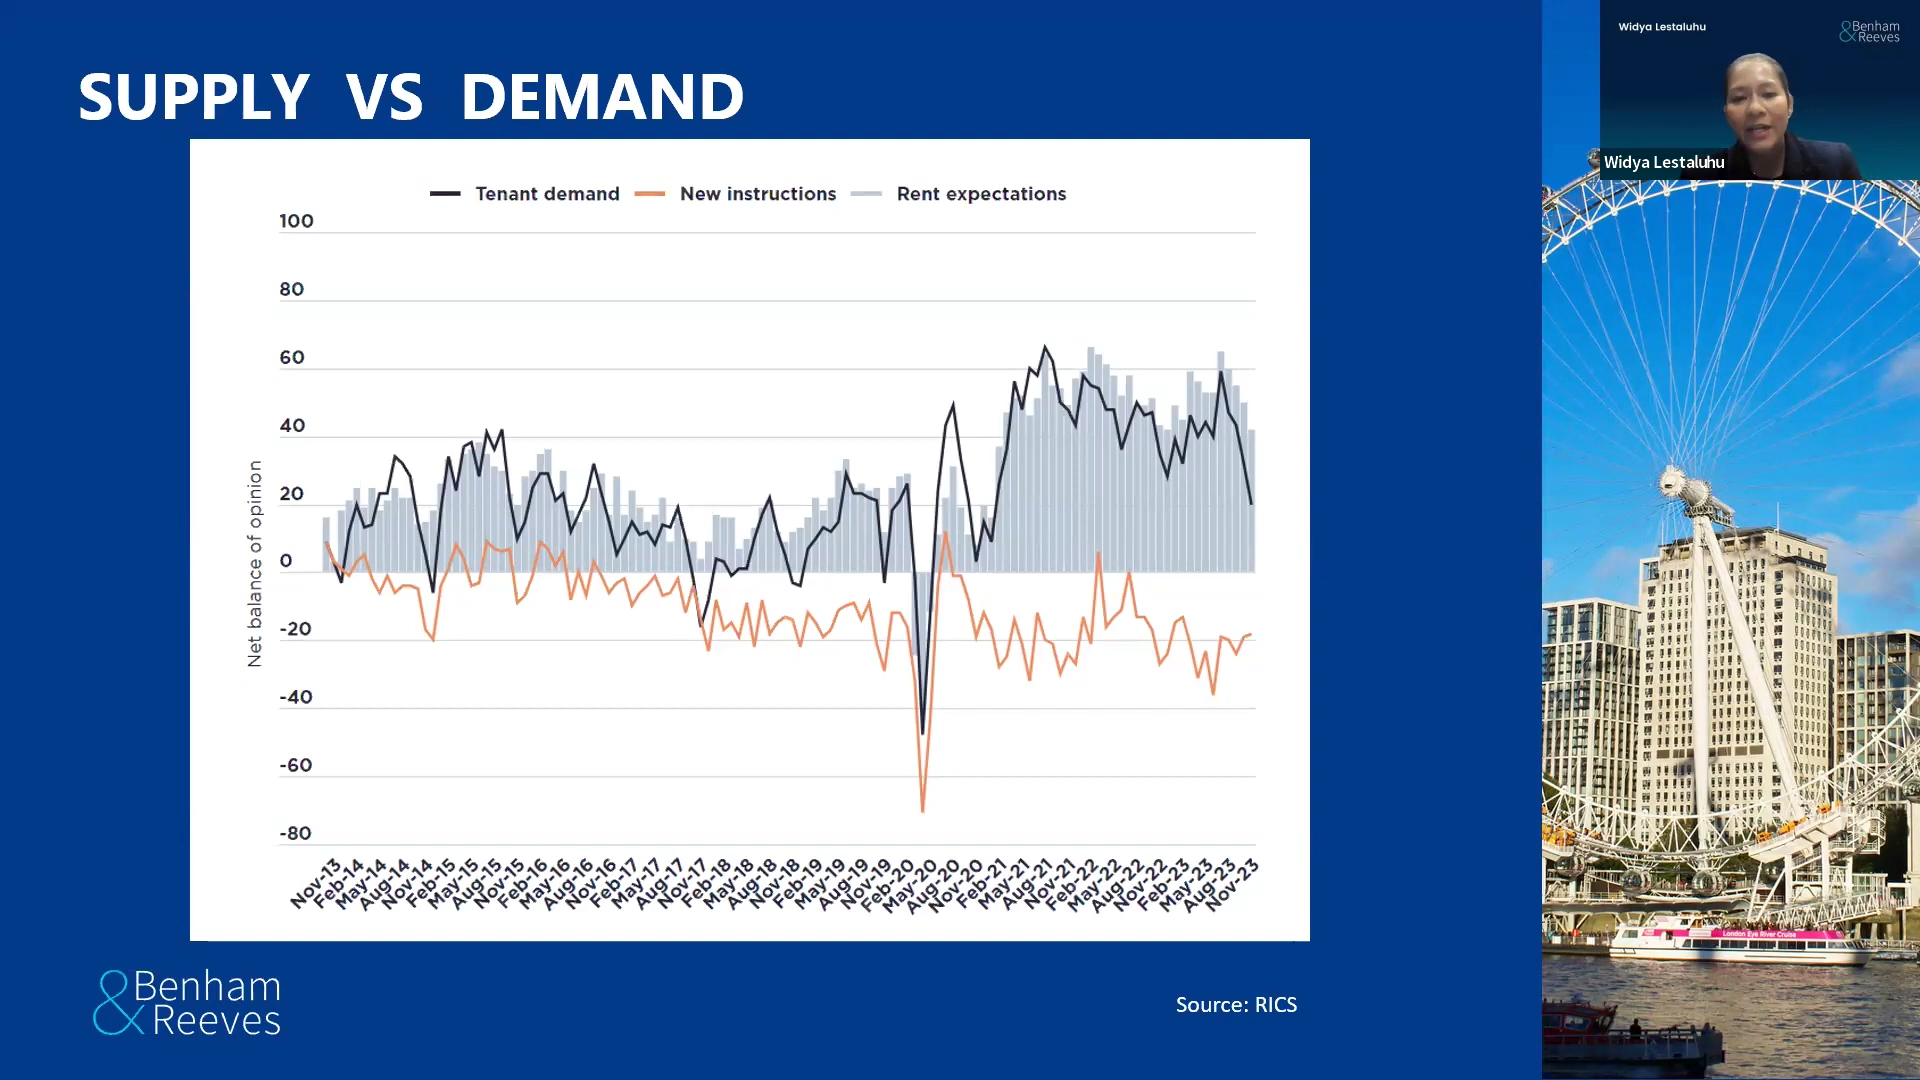 SUPPLY VS DEMAND
Tenant demand New instructions Rent expectations
100
80
60
40
20
0
-20
-40
-60
-80
Net balance of opinion
Nov-13 Feb-14 May-14 Aug-14 Nov-14 Feb-15 May-15 Aug-15 Nov-15 Feb-16 May-16 Aug-16 Nov-16 Feb-17 May-17 Aug-17 Nov-17 Feb-18 May-18 Aug-18 Nov-18 Feb-19 May-19 Aug-19 Nov-19 Feb-20 May-20 Aug-20 Nov-20 Feb-21 May-21 Aug-21 Nov-21 Feb-22 May-22 Aug-22 Nov-22 Feb-23 May-23 Aug-23 Nov-23
Benham
& Reeves
Source: RICS
Widya Lestaluhu
Benham
& Reeves
Widya Lestaluhu
London Eye River Cruise